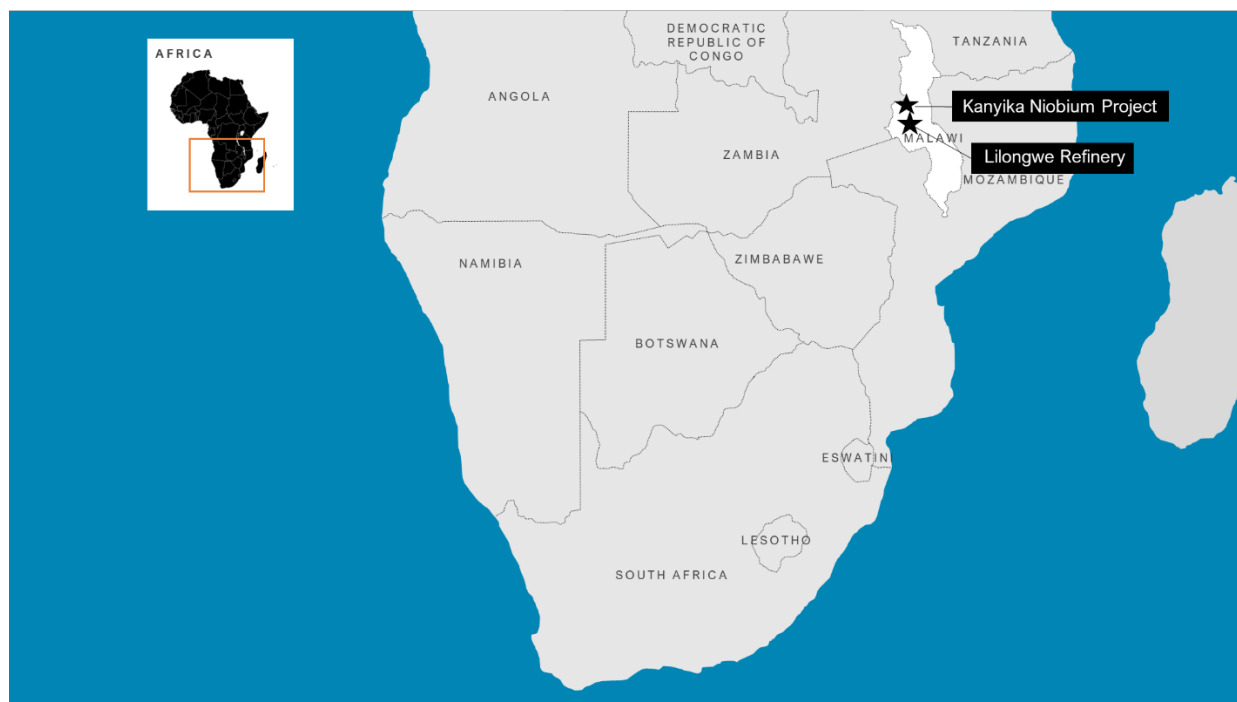 AFRICA
DEMOCRATIC
REPUBLIC OF
CONGO
TANZANIA
ANGOLA
Kanyika Niobium Project
ZAMBIA
MALAWI
Lilongwe Refinery
MOZAMBIQUE
NAMIBIA
ZIMBABAWE
BOTSWANA
ESWATINI
LESOTHO
SOUTH AFRICA